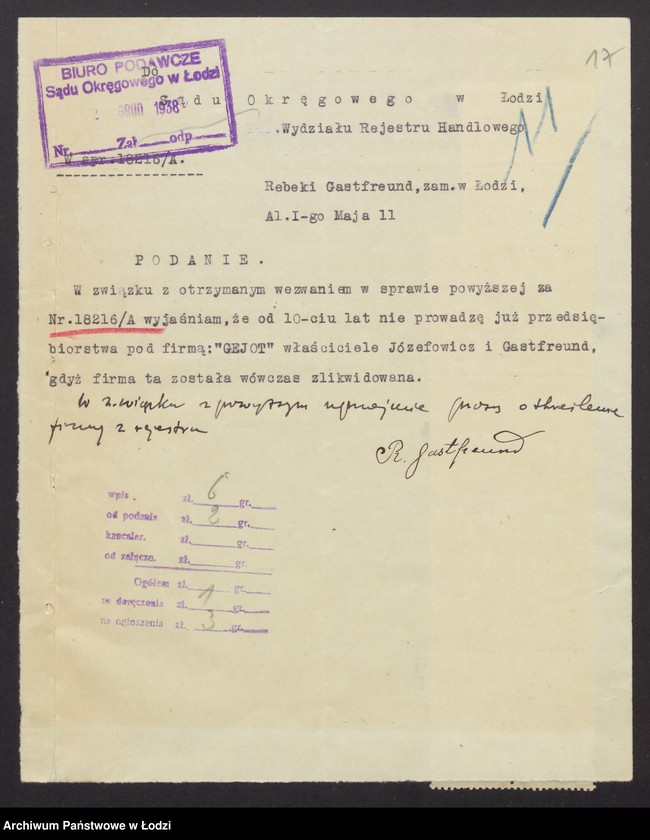 17
BIURO PODAWCZE
Sądu Okręgowego w Łodzi
GRUD 1938
Nr. Zał. odp.
Do
Sądu Okręgowego w Łodzi
Wydziału Rejestru Handlowego
W spr.18216/A.
Rebeki Gastfreund, zam.w Łodzi,
Al.I-go Maja 11
PODANIE.
W związku z otrzymanym wezwaniem w sprawie powyższej za
Nr.18216/A wyjaśniam,że od 10-ciu lat nie prowadzę już przedsię-
biorstwa pod firmą:"GEJOT" właściciele Józefowicz i Gastfreund,
gdyż firma ta została wówczas zlikwidowana.
W związku z powyższym uprzejmie proszę o skreślenie
firmy z rejestru
R. Gastfreund
wpis. zł. 6 gr.
od podania zł. 2 gr.
kancelar. zł. gr.
od załączn. zł. gr.
Ogółem zł. gr.
za doręczenia zł. 1 gr.
na ogłoszenia zł. 3 gr.
Archiwum Państwowe w Łodzi